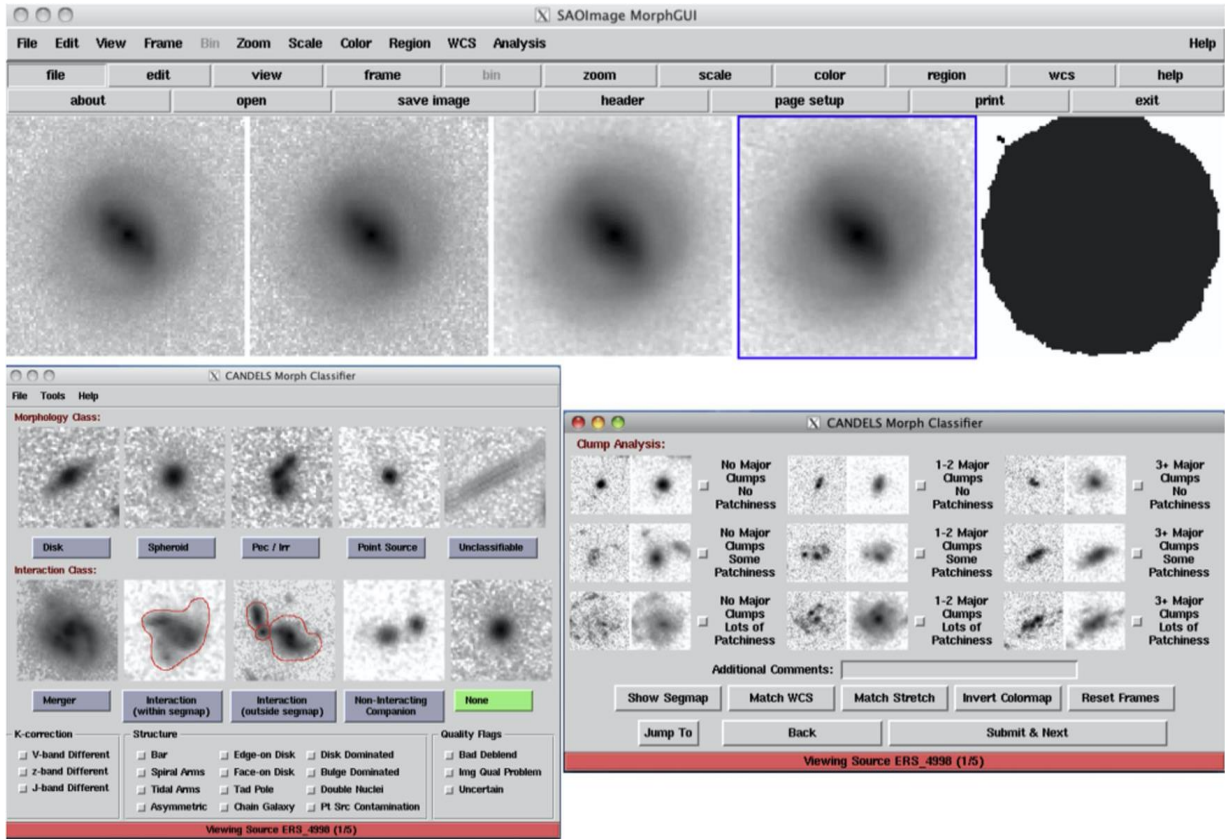 SAOImage MorphGUI
File Edit View Frame Bin Zoom Scale Color Region WCS Analysis Help
file edit view frame bin zoom scale color region wcs help
about open save image header page setup print exit
CANDELS Morph Classifier
File Tools Help
Morphology Class:
Disk Spheroid Pec / Irr Point Source Unclassifiable
Interaction Class:
Merger Interaction (within segmap) Interaction (outside segmap) Non-Interacting Companion None
K-correction
V-band Different
z-band Different
J-band Different
Structure
Bar Edge-on Disk Disk Dominated
Spiral Arms Face-on Disk Bulge Dominated
Tidal Arms Tad Pole Double Nuclei
Asymmetric Chain Galaxy Pt Src Contamination
Quality Flags
Bad Deblend
Img Qual Problem
Uncertain
Viewing Source ERS_4998 (1/5)
CANDELS Morph Classifier
Clump Analysis:
No Major Clumps No Patchiness
1-2 Major Clumps No Patchiness
3+ Major Clumps No Patchiness
No Major Clumps Some Patchiness
1-2 Major Clumps Some Patchiness
3+ Major Clumps Some Patchiness
No Major Clumps Lots of Patchiness
1-2 Major Clumps Lots of Patchiness
3+ Major Clumps Lots of Patchiness
Additional Comments:
Show Segmap Match WCS Match Stretch Invert Colormap Reset Frames
Jump To Back Submit & Next
Viewing Source ERS_4998 (1/5)